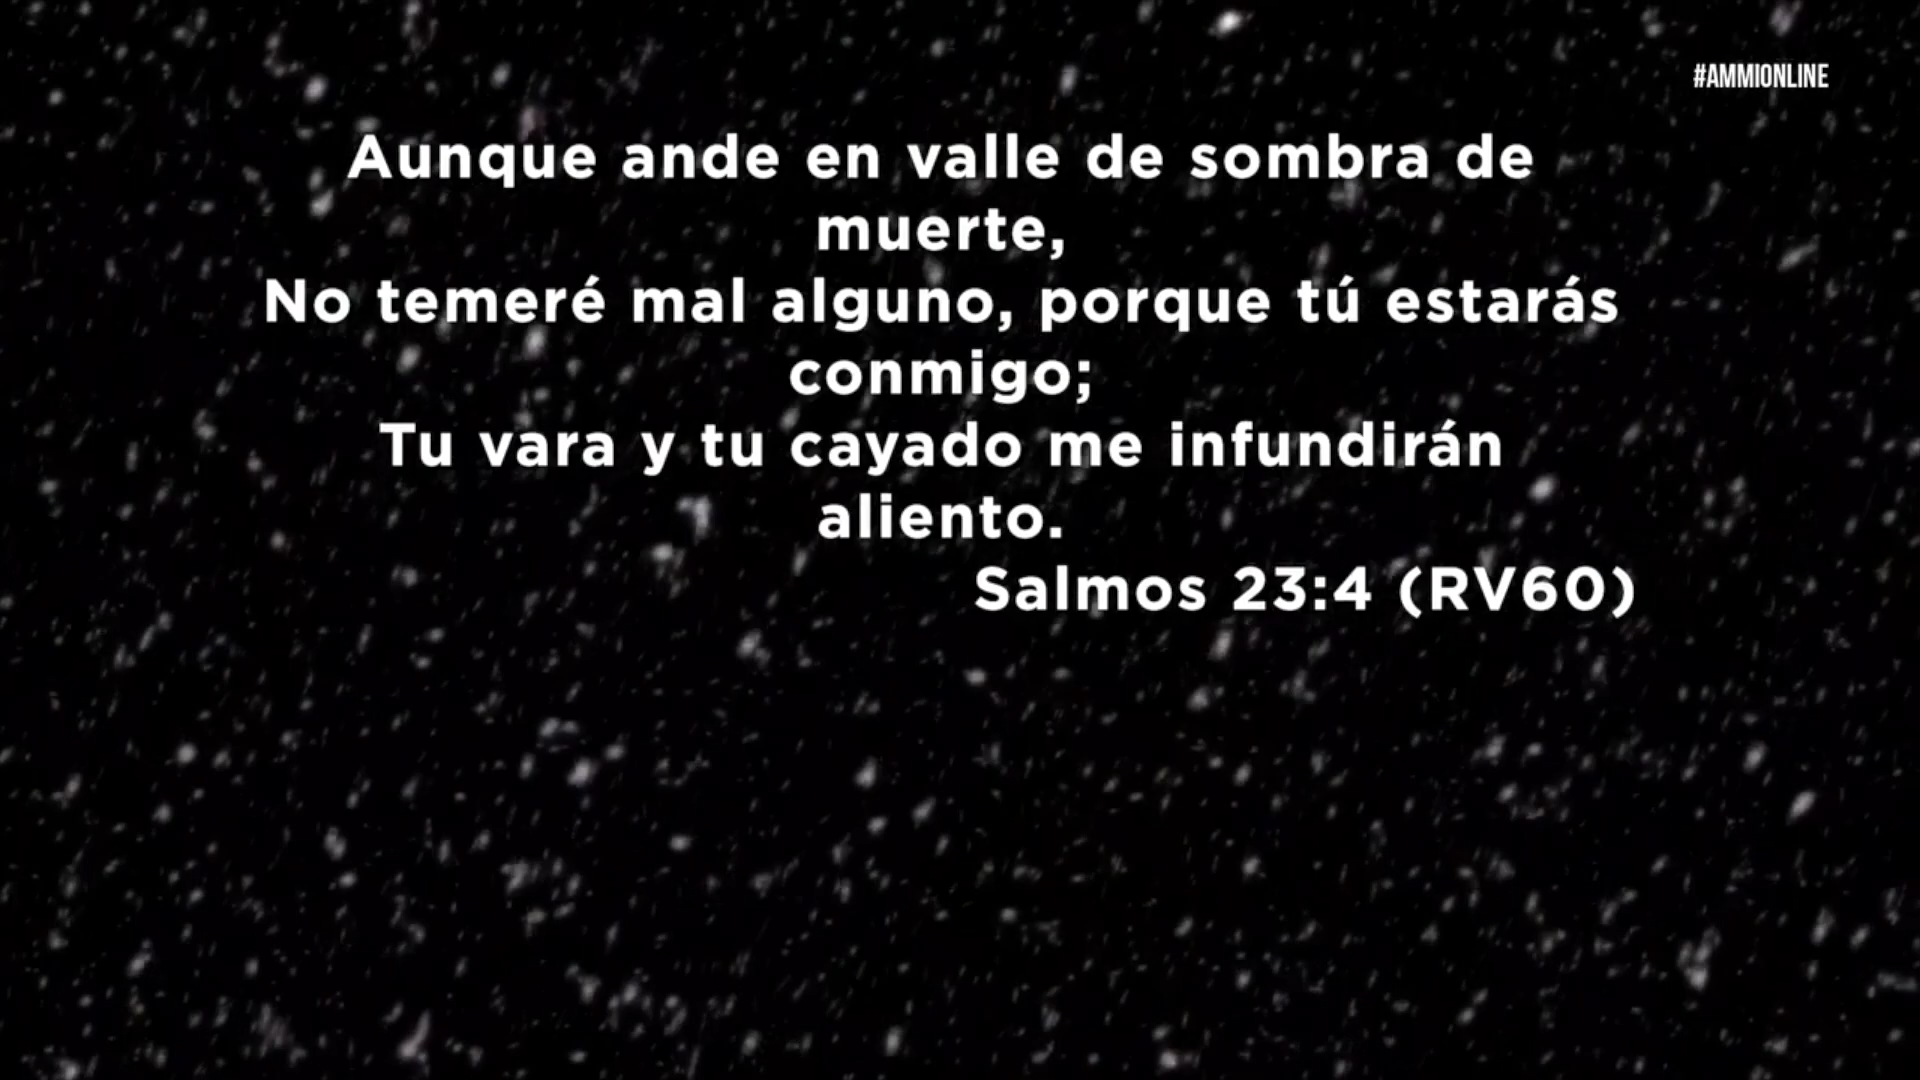 #AMMIONLINE
Aunque ande en valle de sombra de
muerte,
No temeré mal alguno, porque tú estarás
conmigo;
Tu vara y tu cayado me infundirán
aliento.
Salmos 23:4 (RV60)